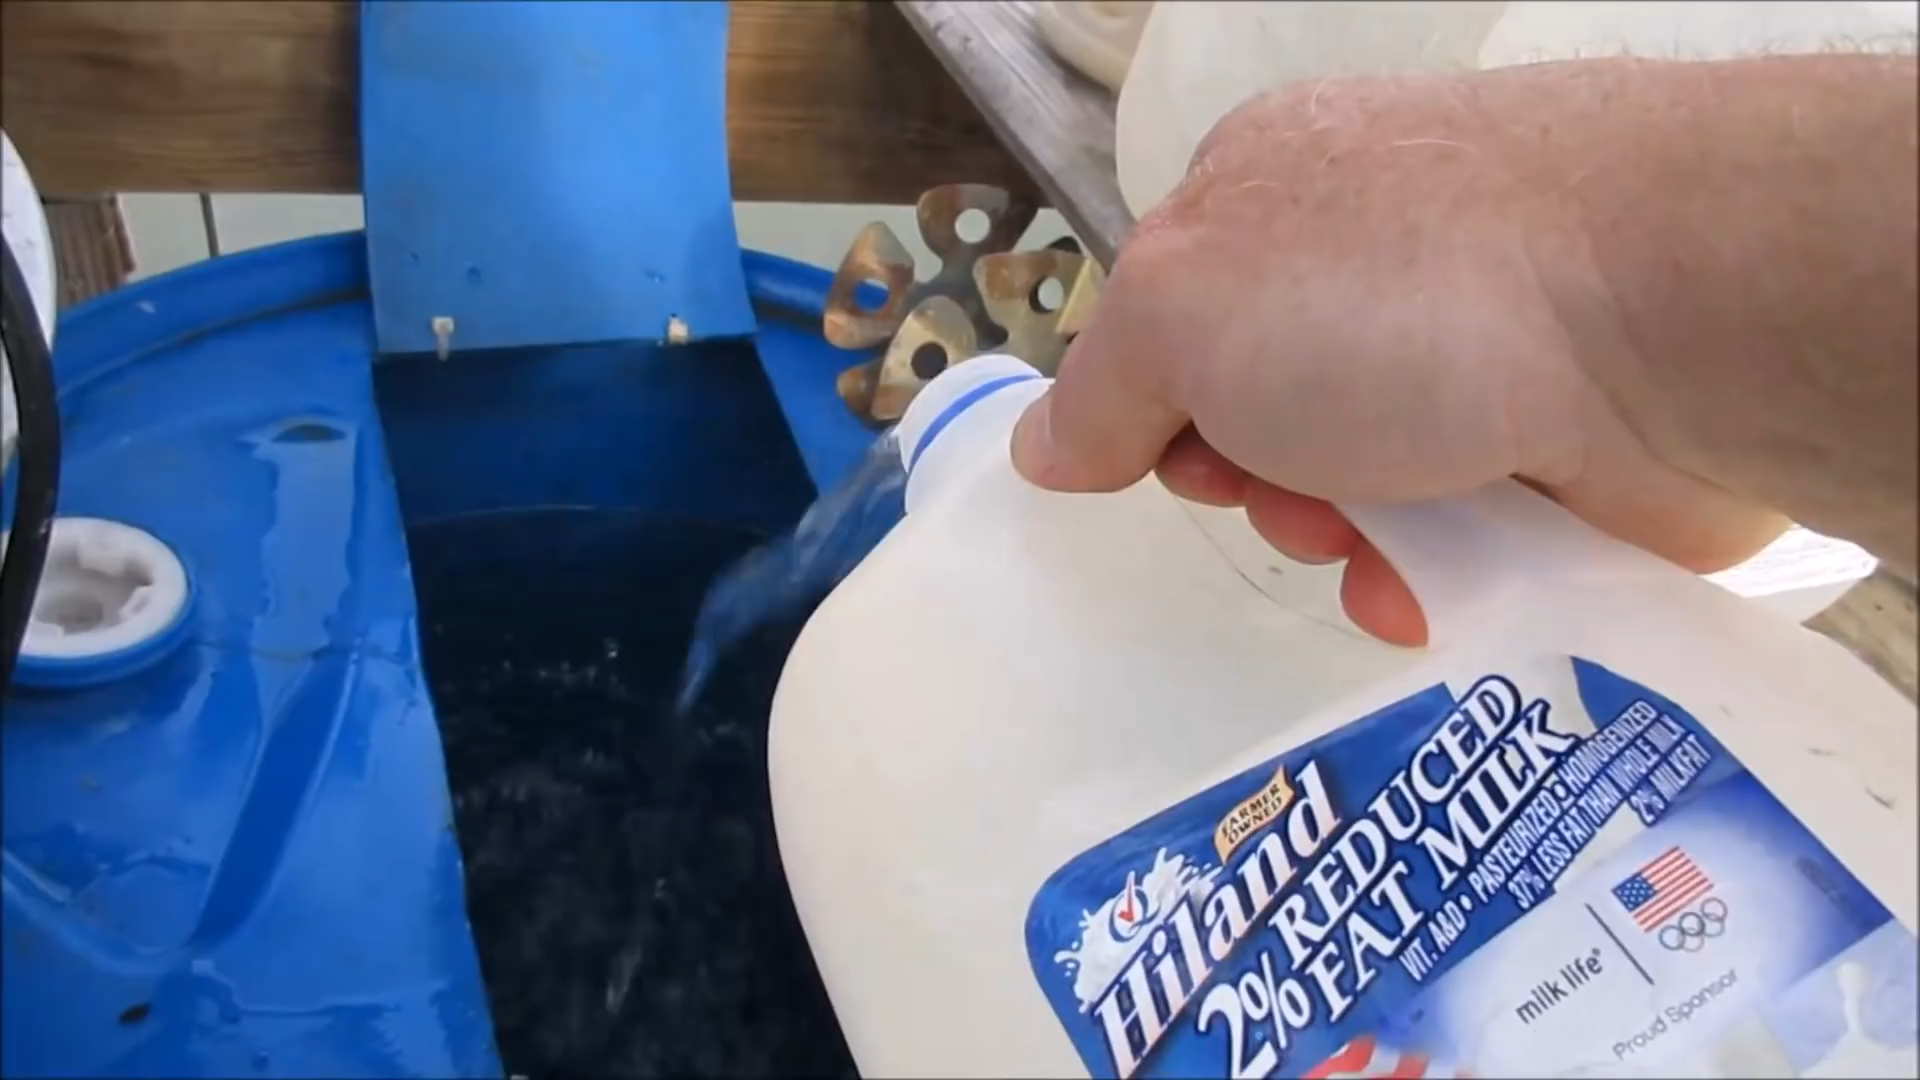 FARMER
OWNED
Hiland
2% REDUCED
FAT MILK
VIT. A&D • PASTEURIZED • HOMOGENIZED
37% LESS FAT THAN WHOLE MILK
2% MILKFAT
milk life®
Proud Sponsor